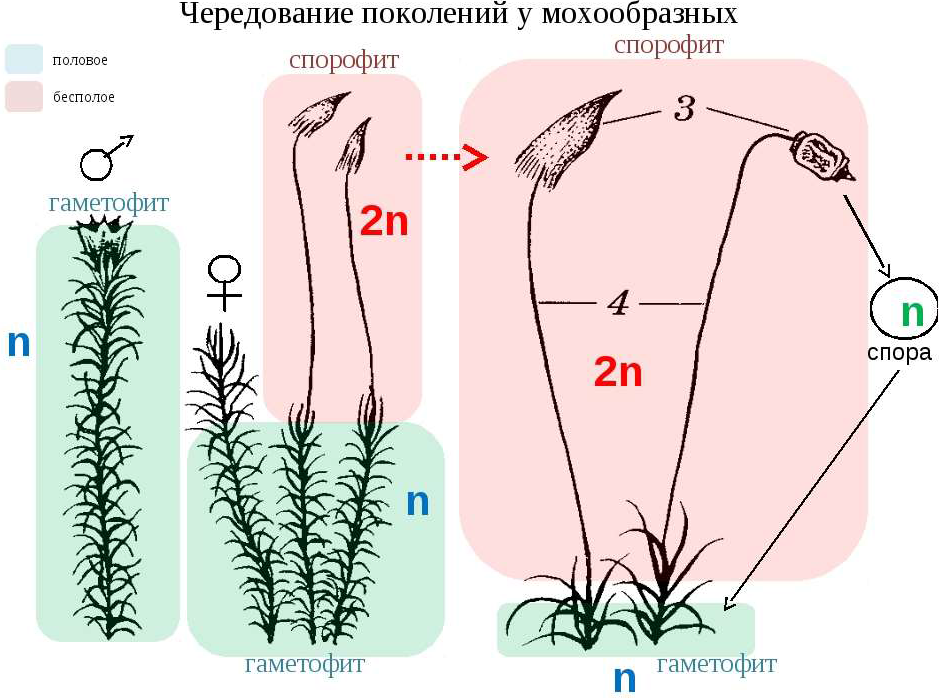 Чередование поколений у мохообразных
половое
бесполое
гаметофит
n
спорофит
2n
n
гаметофит
спорофит
3
4
2n
n
спора
гаметофит
n